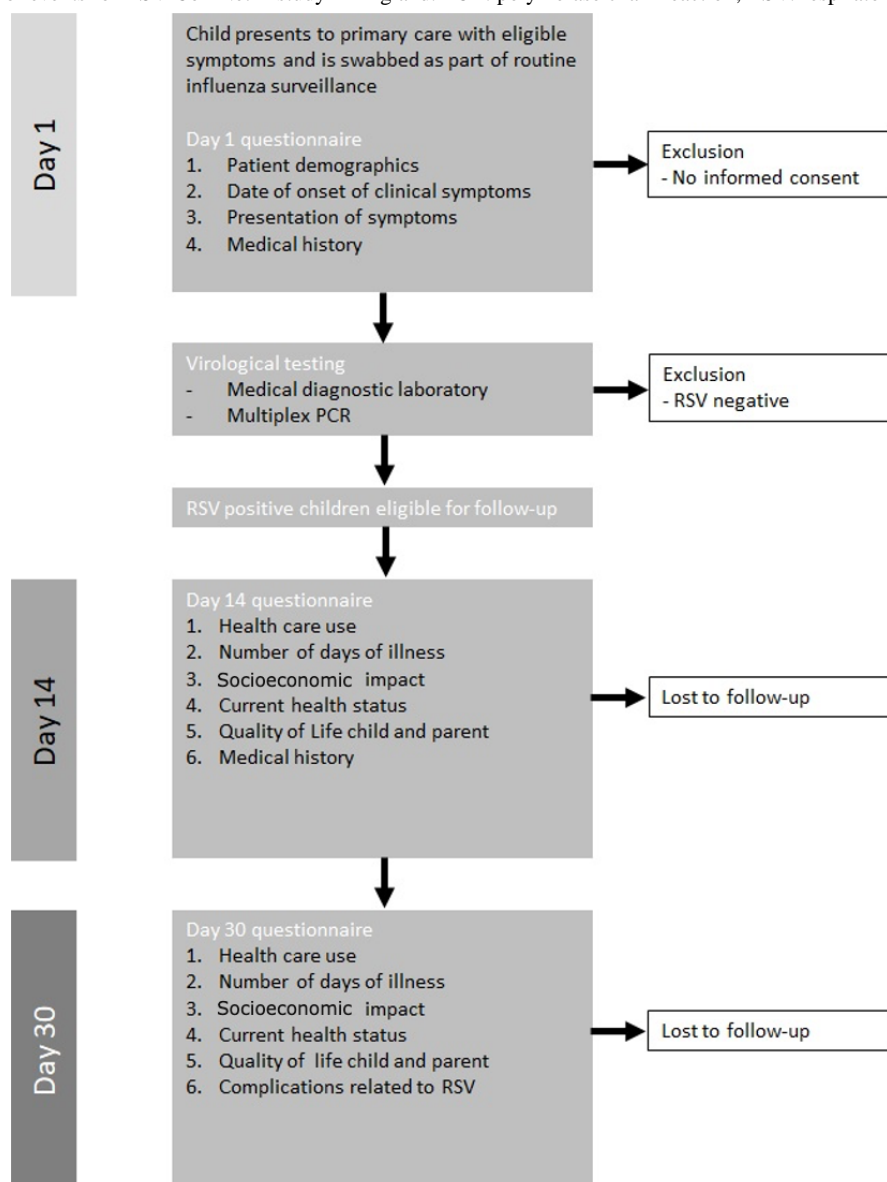 Day 1
Child presents to primary care with eligible
symptoms and is swabbed as part of routine
influenza surveillance
Day 1 questionnaire
1. Patient demographics
2. Date of onset of clinical symptoms
3. Presentation of symptoms
4. Medical history
Exclusion
- No informed consent
Virological testing
- Medical diagnostic laboratory
- Multiplex PCR
Exclusion
- RSV negative
RSV positive children eligible for follow-up
Day 14
Day 14 questionnaire
1. Health care use
2. Number of days of illness
3. Socioeconomic impact
4. Current health status
5. Quality of Life child and parent
6. Medical history
Lost to follow-up
Day 30
Day 30 questionnaire
1. Health care use
2. Number of days of illness
3. Socioeconomic impact
4. Current health status
5. Quality of life child and parent
6. Complications related to RSV
Lost to follow-up